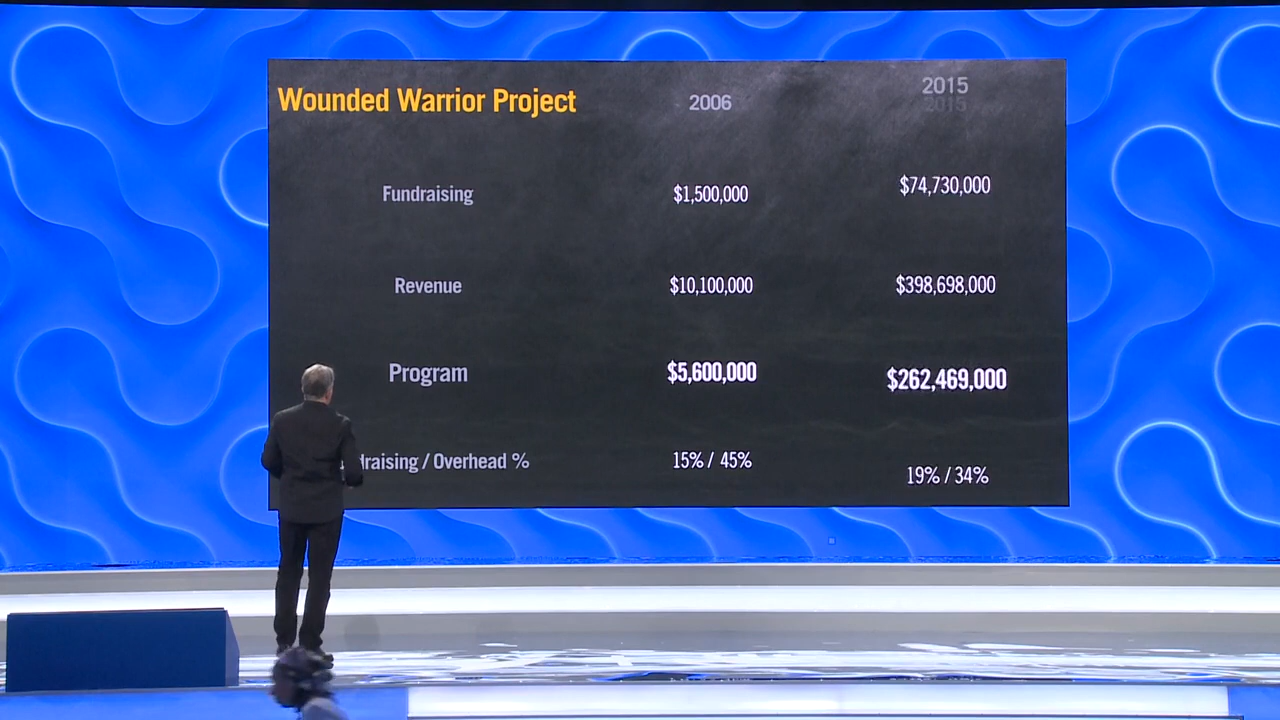 Wounded Warrior Project 2006 2015
Fundraising $1,500,000 $74,730,000
Revenue $10,100,000 $398,698,000
Program $5,600,000 $262,469,000
draising / Overhead % 15% / 45% 19% / 34%